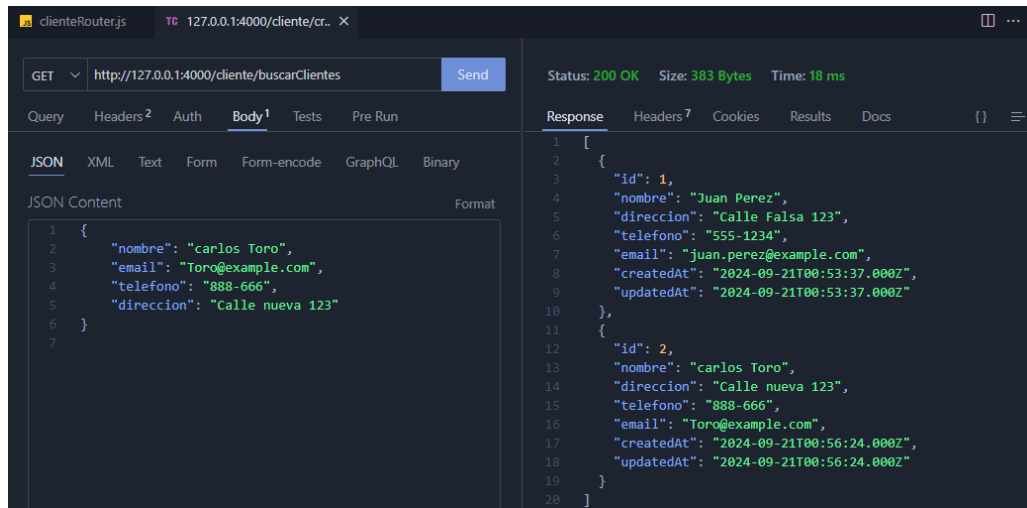 JS clienteRouter.js TC 127.0.0.1:4000/cliente/cr.. ×
GET http://127.0.0.1:4000/cliente/buscarClientes Send
Query Headers 2 Auth Body 1 Tests Pre Run
JSON XML Text Form Form-encode GraphQL Binary
JSON Content Format
1 {
2 "nombre": "carlos Toro",
3 "email": "Toro@example.com",
4 "telefono": "888-666",
5 "direccion": "Calle nueva 123"
6 }
7
Status: 200 OK Size: 383 Bytes Time: 18 ms
Response Headers 7 Cookies Results Docs {}
1 [
2 {
3 "id": 1,
4 "nombre": "Juan Perez",
5 "direccion": "Calle Falsa 123",
6 "telefono": "555-1234",
7 "email": "juan.perez@example.com",
8 "createdAt": "2024-09-21T00:53:37.000Z",
9 "updatedAt": "2024-09-21T00:53:37.000Z"
10 },
11 {
12 "id": 2,
13 "nombre": "carlos Toro",
14 "direccion": "Calle nueva 123",
15 "telefono": "888-666",
16 "email": "Toro@example.com",
17 "createdAt": "2024-09-21T00:56:24.000Z",
18 "updatedAt": "2024-09-21T00:56:24.000Z"
19 }
20 ]